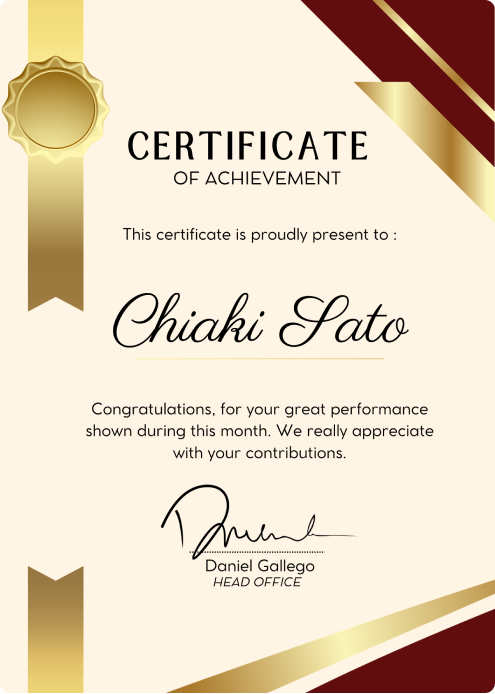 CERTIFICATE
OF ACHIEVEMENT
This certificate is proudly present to :
Chiaki Sato
Congratulations, for your great performance
shown during this month. We really appreciate
with your contributions.
Daniel Gallego
HEAD OFFICE